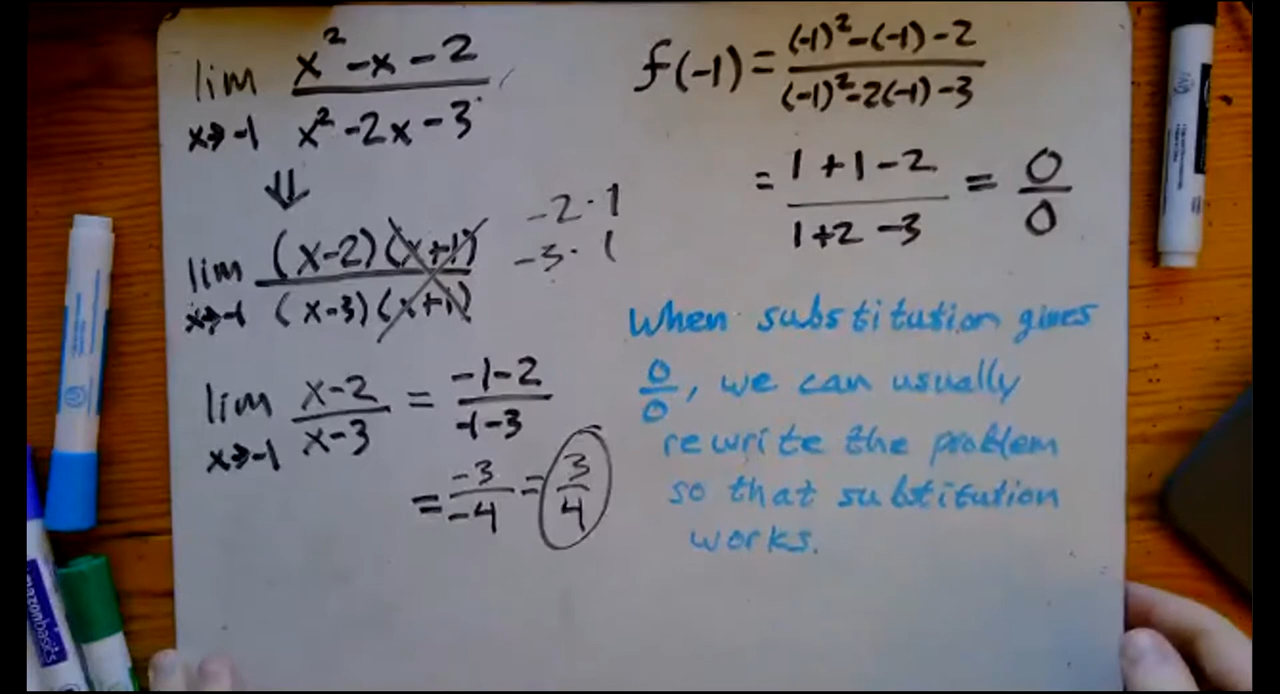 lim x→-1 x² - x - 2 / x² - 2x - 3
⇓
lim x→-1 (x-2)(x+1) / (x-3)(x+1)
-2 · 1
-3 · 1
lim x→-1 x-2 / x-3 = -1-2 / -1-3
= -3 / -4 = 3 / 4
f(-1) = (-1)² - (-1) - 2 / (-1)² - 2(-1) - 3
= 1 + 1 - 2 / 1 + 2 - 3 = 0 / 0
When substitution gives
0/0, we can usually
rewrite the problem
so that substitution
works.
amazonbasics